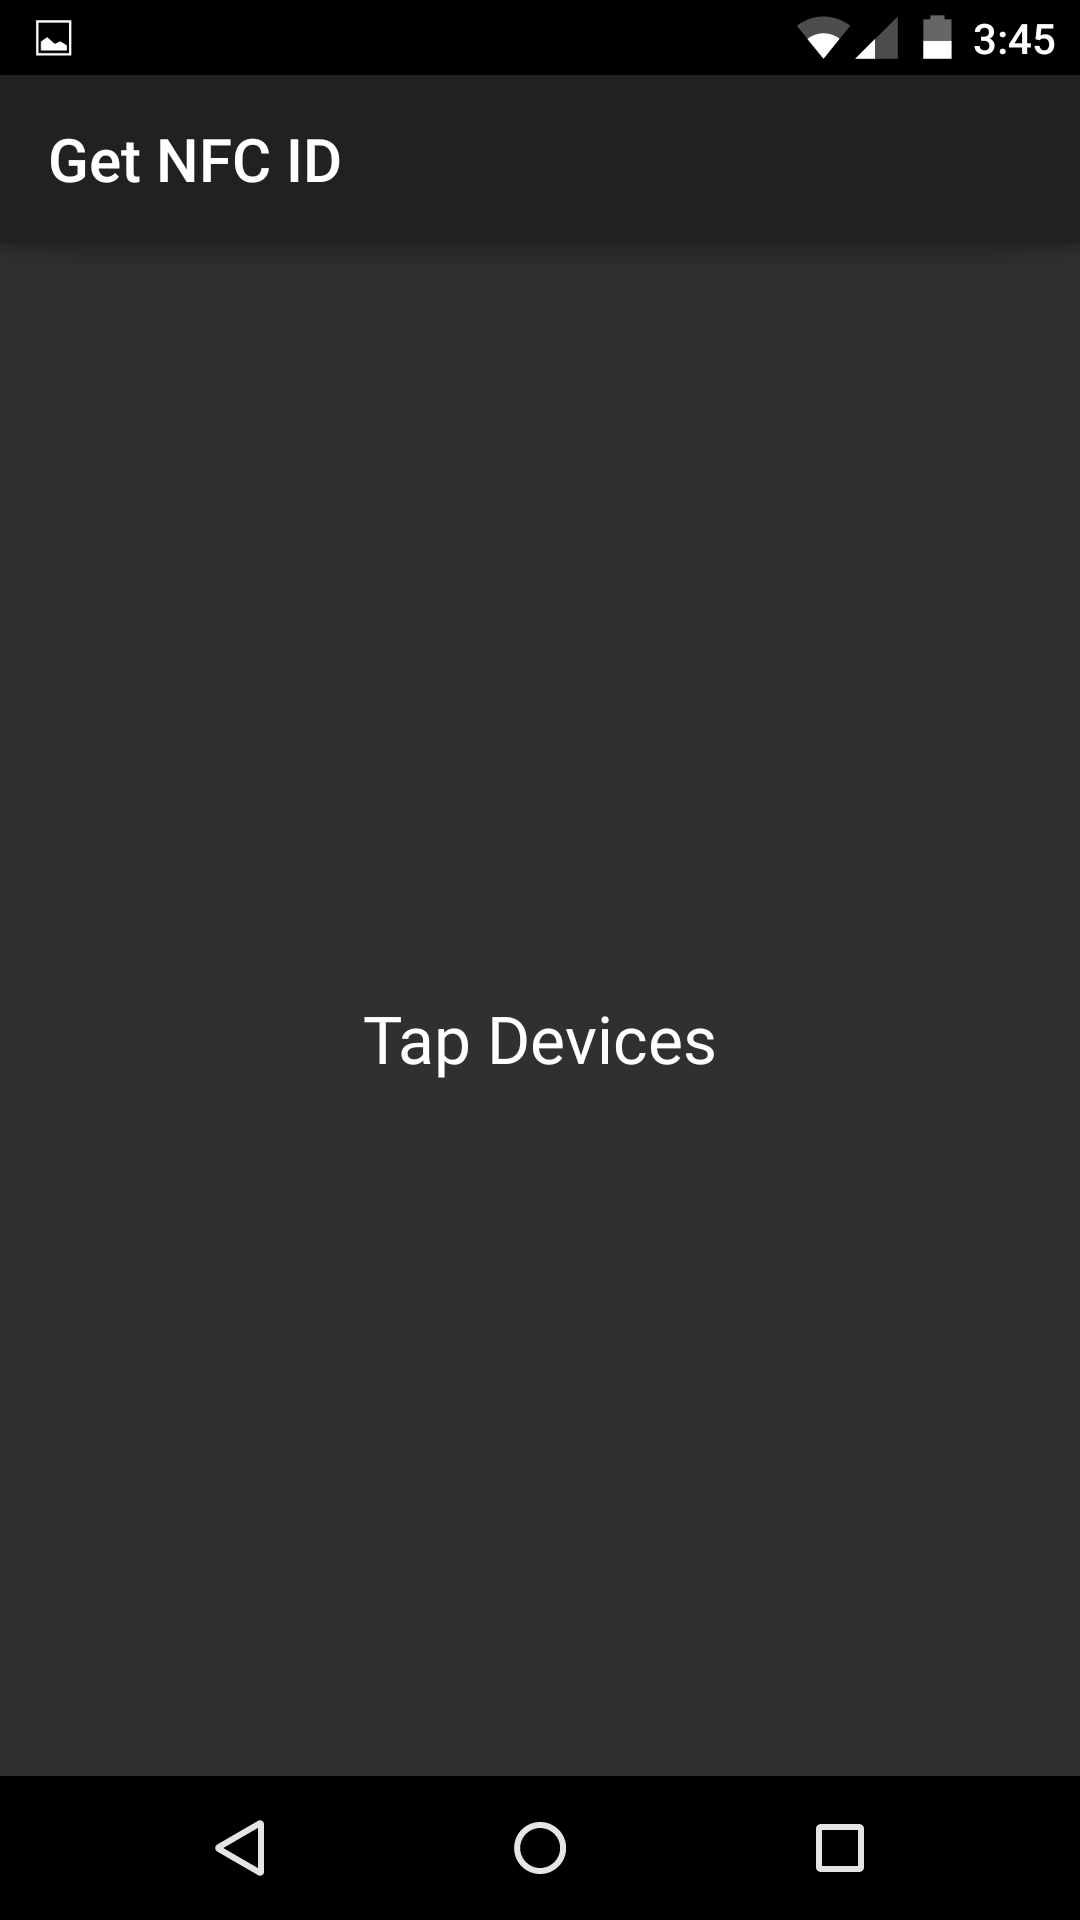 3:45
Get NFC ID
Tap Devices